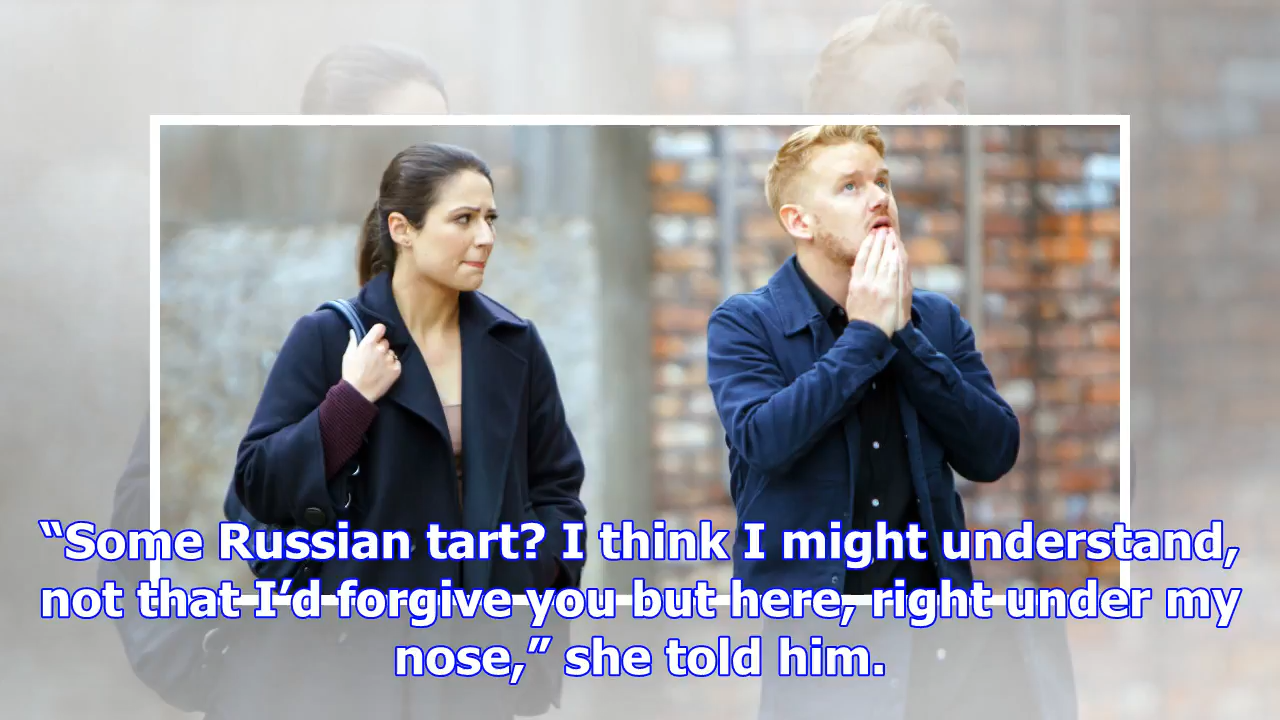 “Some Russian tart? I think I might understand,
not that I’d forgive you but here, right under my
nose,” she told him.